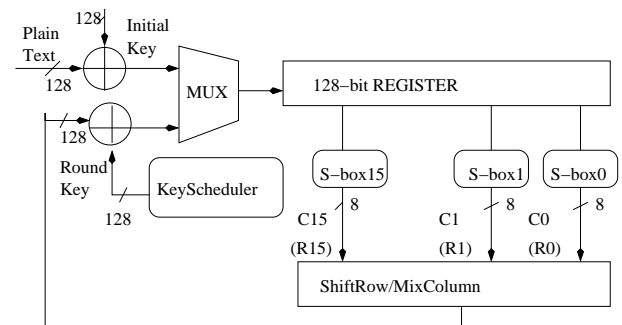 128
Initial
Key
Plain
Text
128
MUX
128-bit REGISTER
128
Round
Key
128
KeyScheduler
S-box15
S-box1
S-box0
8
8
8
C15
(R15)
C1
(R1)
C0
(R0)
ShiftRow/MixColumn